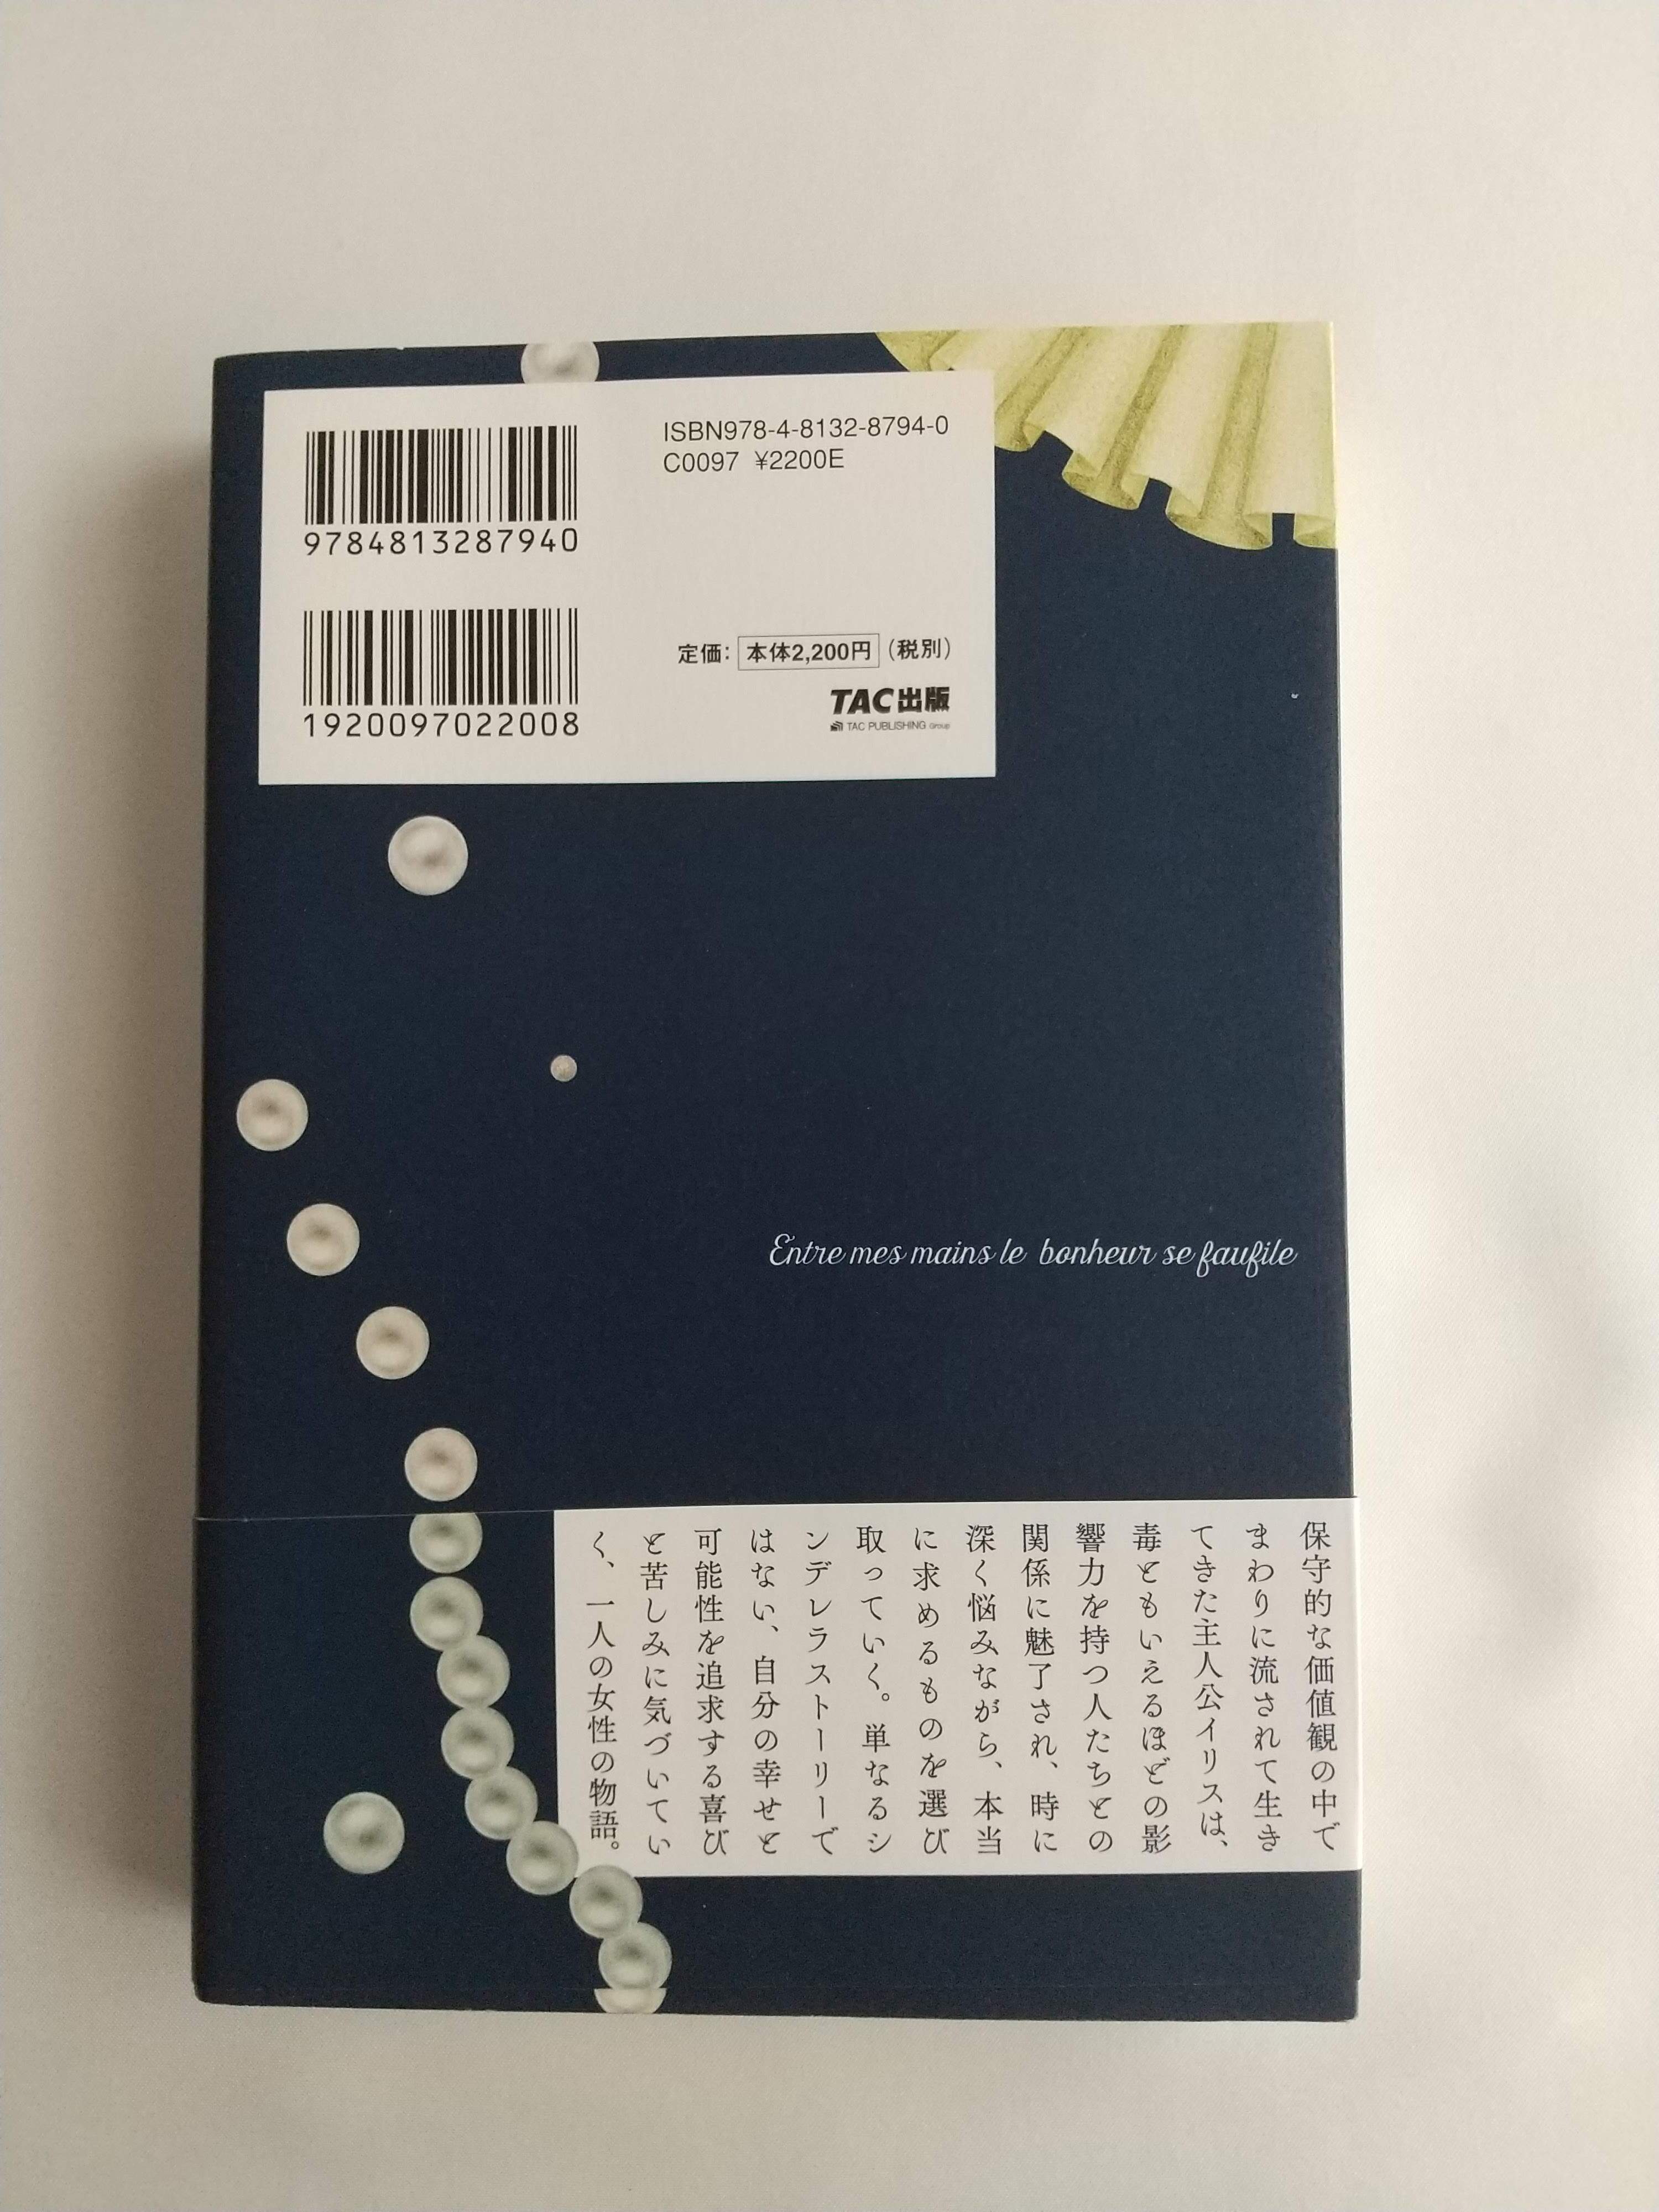 ISBN978-4-8132-8794-0
C0097 ¥2200E
9784813287940
1920097022008
定価：本体2,200円（税別）
TAC出版
TAC PUBLISHING Group
Entre mes mains le bonheur se faufile
保守的な価値観の中で
まわりに流されて生き
てきた主人公イリスは、
毒ともいえるほどの影
響力を持つ人たちとの
関係に魅了され、時に
深く悩みながら、本当
に求めるものを選び
取っていく。単なるシ
ンデレラストーリーで
はない、自分の幸せと
可能性を追求する喜び
と苦しみに気づいてい
く、一人の女性の物語。